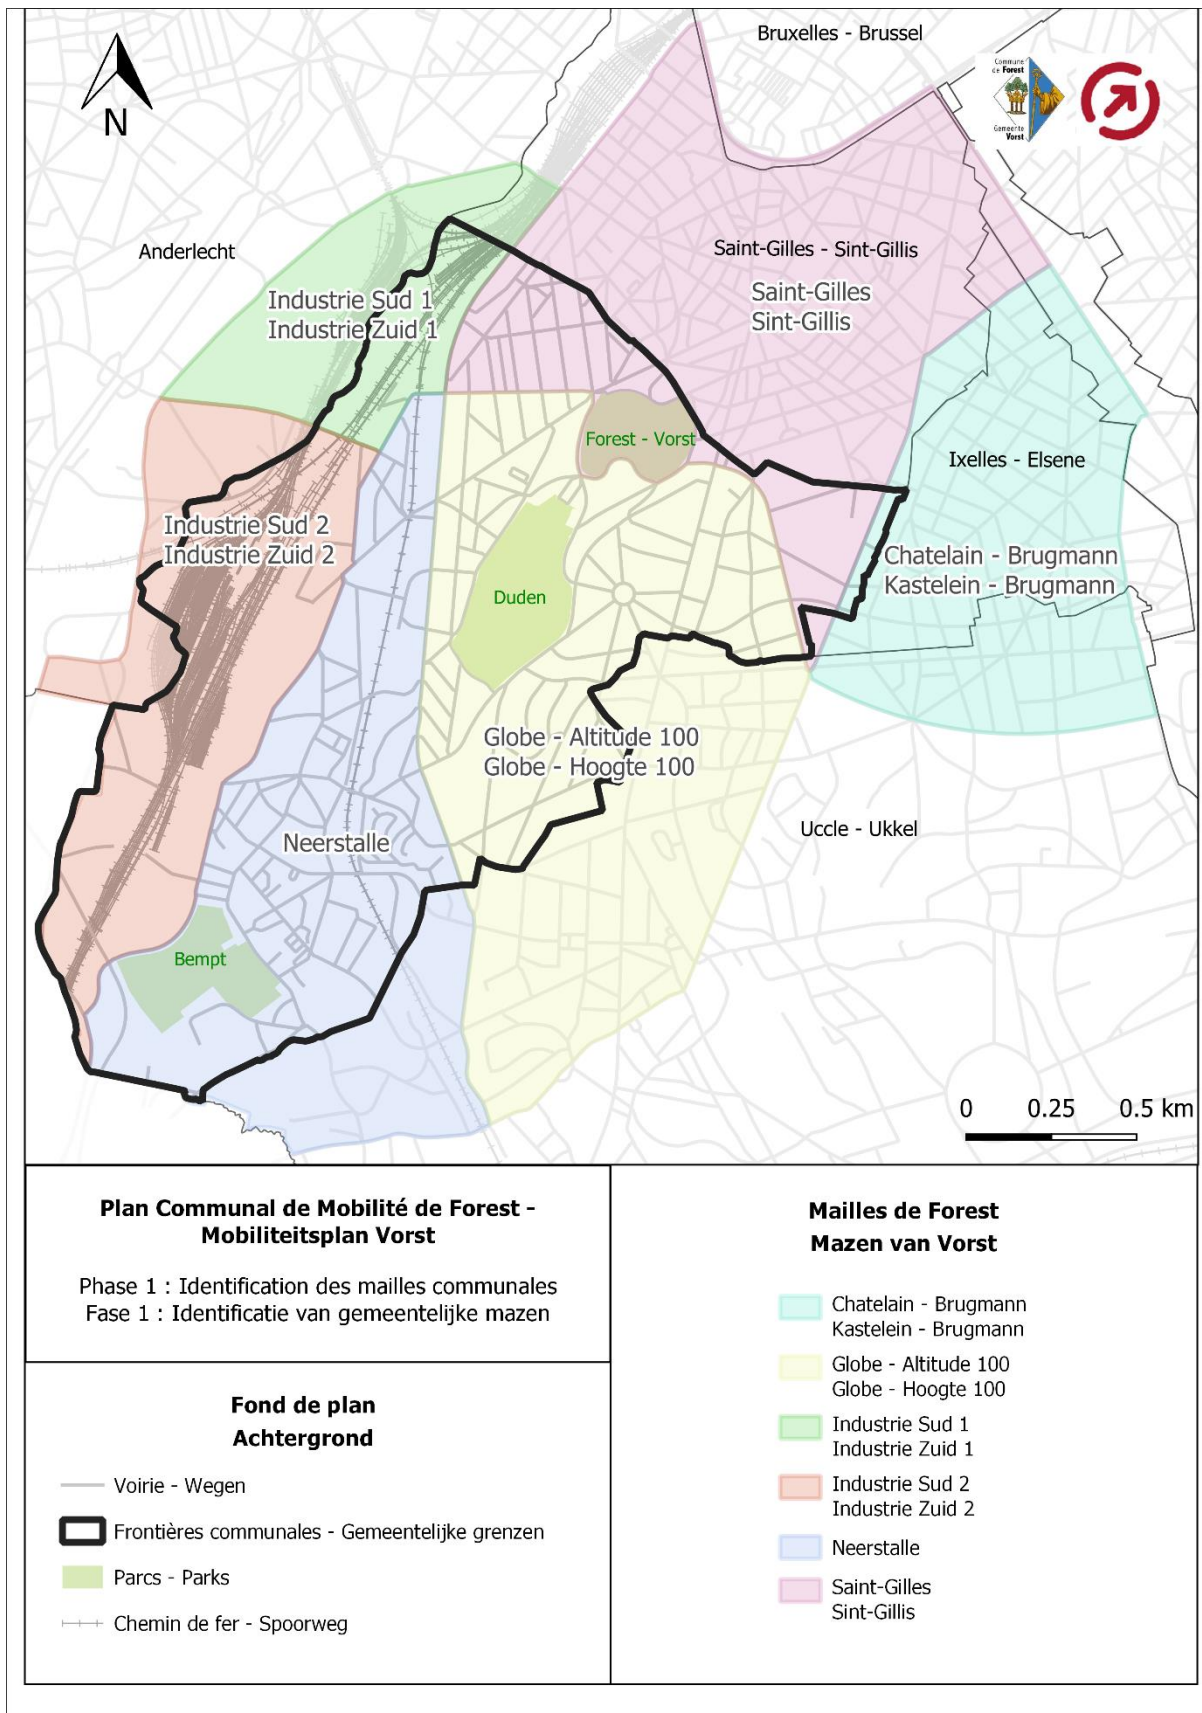 Bruxelles - Brussel
Commune
de Forest
Gemeente
Vorst
N
Anderlecht
Saint-Gilles - Sint-Gillis
Saint-Gilles
Sint-Gillis
Industrie Sud 1
Industrie Zuid 1
Forest - Vorst
Ixelles - Elsene
Industrie Sud 2
Industrie Zuid 2
Chatelain - Brugmann
Kastelein - Brugmann
Duden
Globe - Altitude 100
Globe - Hoogte 100
Uccle - Ukkel
Neerstalle
Bempt
0 0.25 0.5 km
Plan Communal de Mobilité de Forest -
Mobiliteitsplan Vorst
Phase 1 : Identification des mailles communales
Fase 1 : Identificatie van gemeentelijke mazen
Fond de plan
Achtergrond
Voirie - Wegen
Frontières communales - Gemeentelijke grenzen
Parcs - Parks
Chemin de fer - Spoorweg
Mailles de Forest
Mazen van Vorst
Chatelain - Brugmann
Kastelein - Brugmann
Globe - Altitude 100
Globe - Hoogte 100
Industrie Sud 1
Industrie Zuid 1
Industrie Sud 2
Industrie Zuid 2
Neerstalle
Saint-Gilles
Sint-Gillis